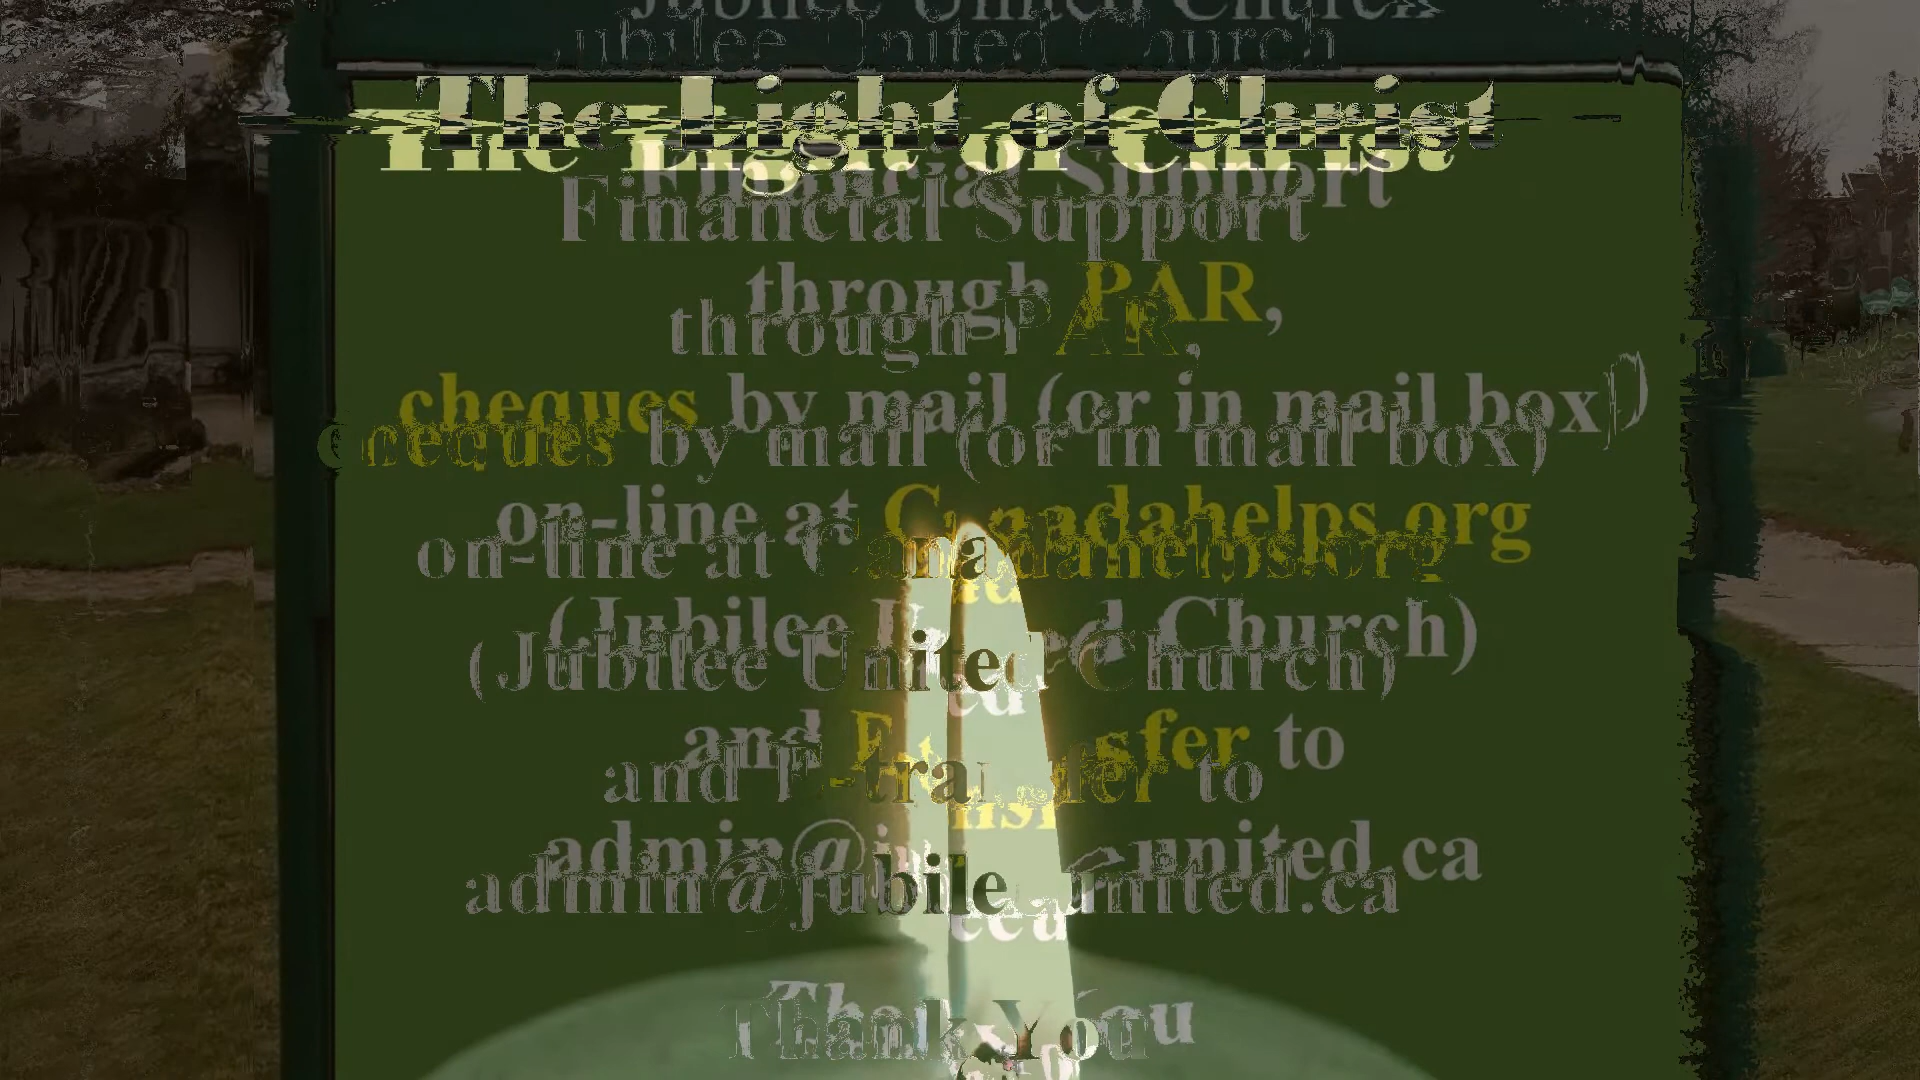 Jubilee United Church
The Light of Christ
Financial Support
through PAR,
cheques by mail (or in mail box)
on-line at Canadahelps.org
(Jubilee United Church)
and E-transfer to
admin@jubileeunited.ca
Thank You